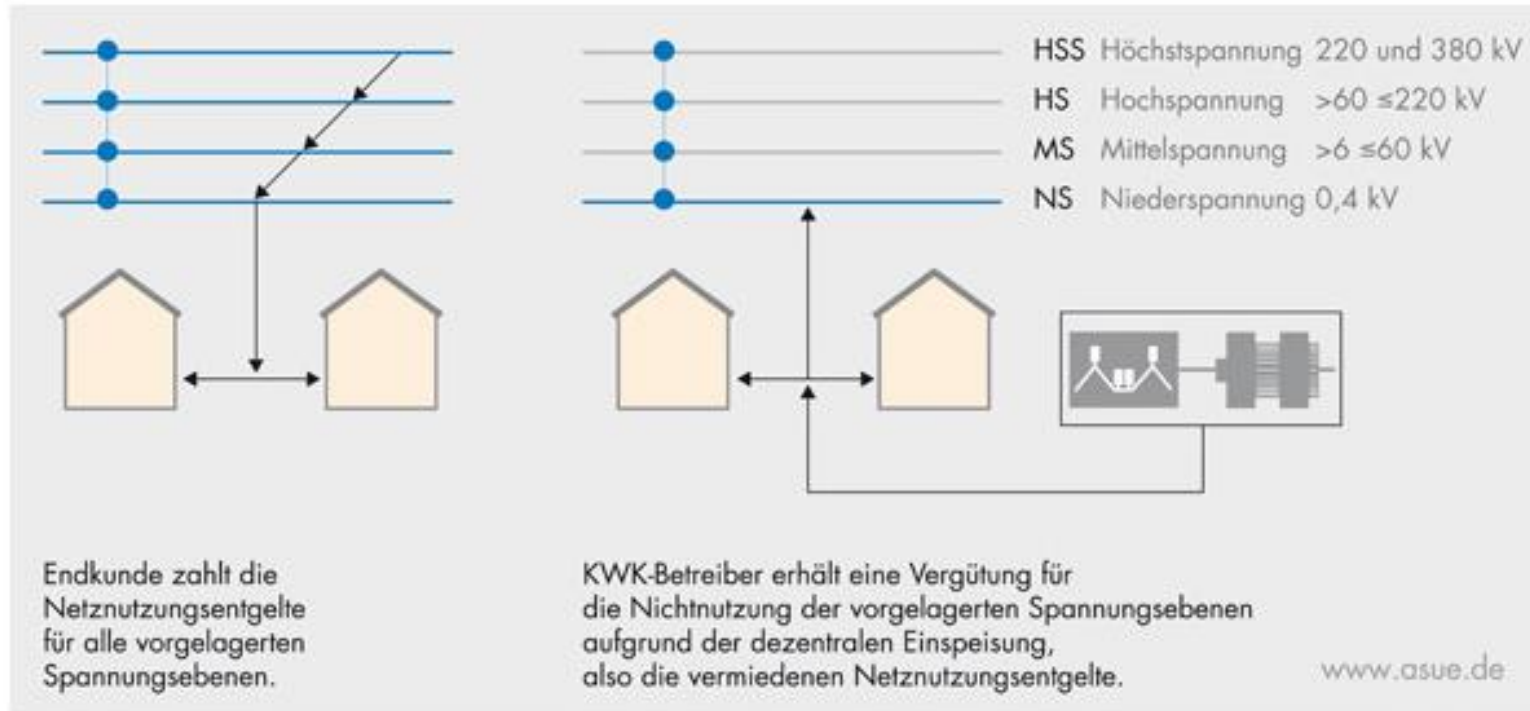 HSS Höchstspannung 220 und 380 kV
HS Hochspannung >60 ≤220 kV
MS Mittelspannung >6 ≤60 kV
NS Niederspannung 0,4 kV
Endkunde zahlt die
Netznutzungsentgelte
für alle vorgelagerten
Spannungsebenen.
KWK-Betreiber erhält eine Vergütung für
die Nichtnutzung der vorgelagerten Spannungsebenen
aufgrund der dezentralen Einspeisung,
also die vermiedenen Netznutzungsentgelte.
www.asue.de